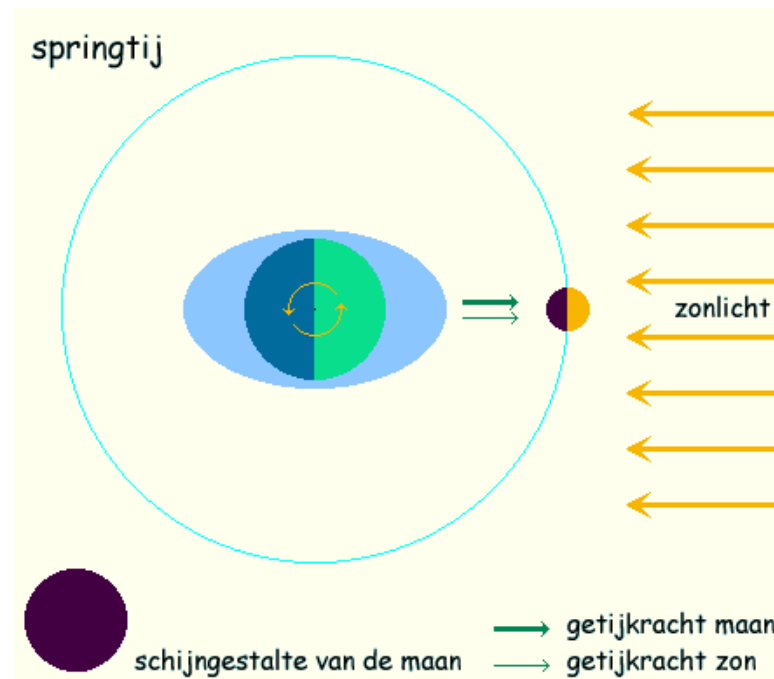 springtij
zonlicht
getijkracht maan
schijngestalte van de maan
getijkracht zon